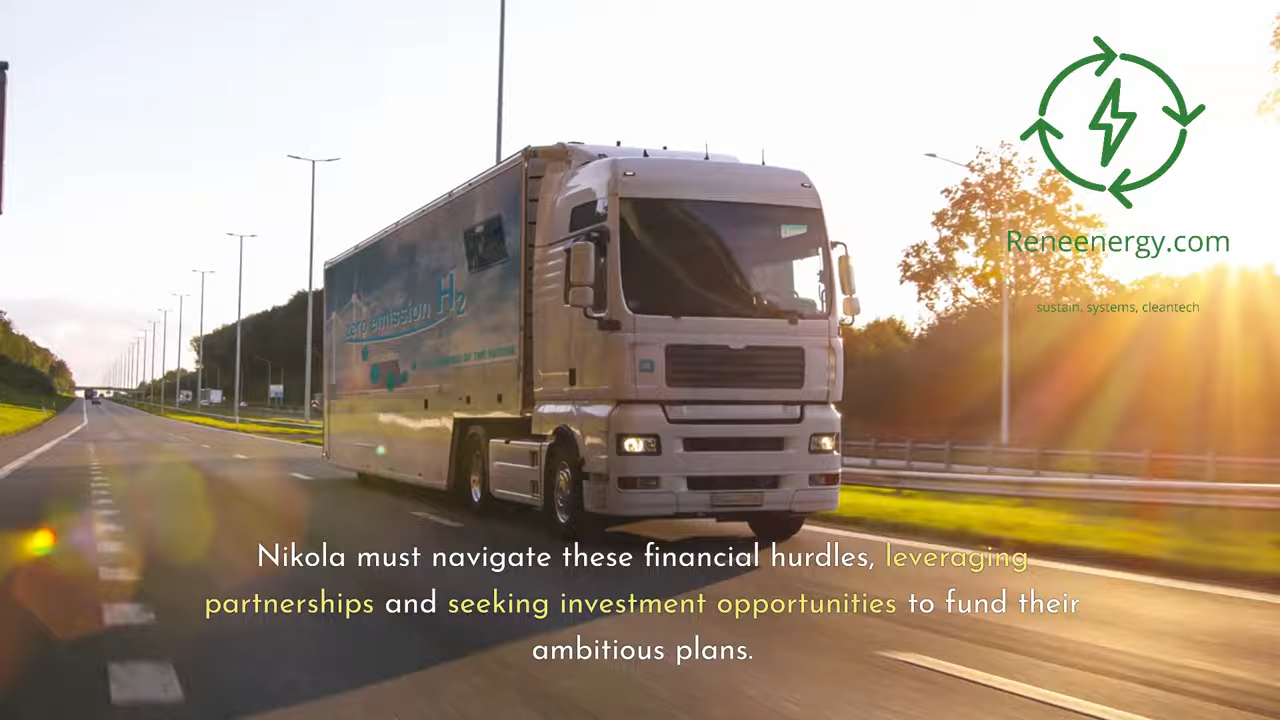 Reneenergy.com
sustain, systems, cleantech
zero emission H2
Nikola must navigate these financial hurdles, leveraging
partnerships and seeking investment opportunities to fund their
ambitious plans.